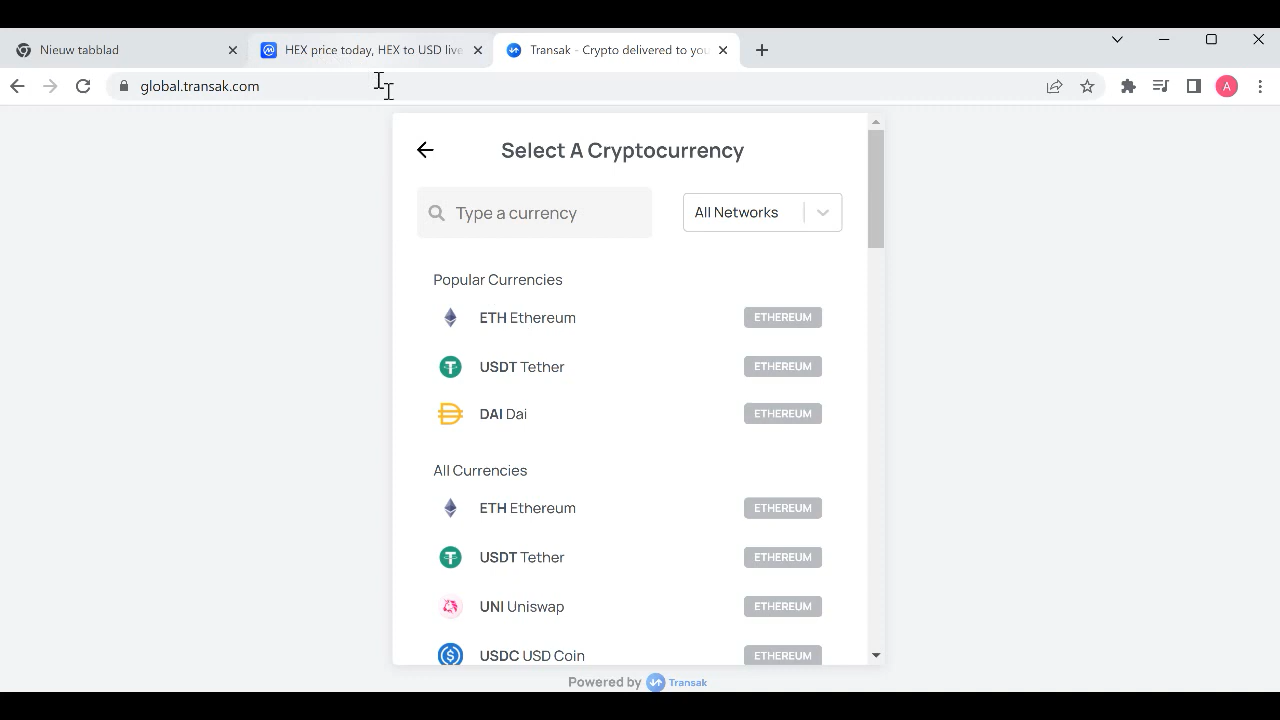 Nieuw tabblad
HEX price today, HEX to USD live
Transak - Crypto delivered to you
global.transak.com
A
Select A Cryptocurrency
Type a currency
All Networks
Popular Currencies
ETH Ethereum ETHEREUM
USDT Tether ETHEREUM
DAI Dai ETHEREUM
All Currencies
ETH Ethereum ETHEREUM
USDT Tether ETHEREUM
UNI Uniswap ETHEREUM
USDC USD Coin ETHEREUM
Powered by Transak